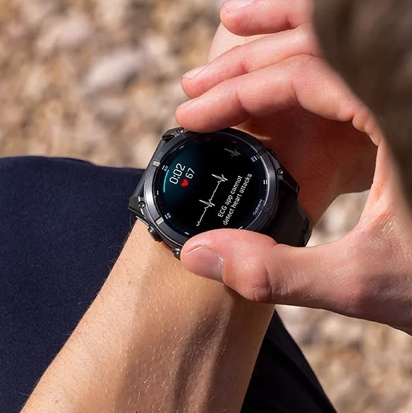 0:02
67
ECG app cannot
detect heart attacks
GARMIN